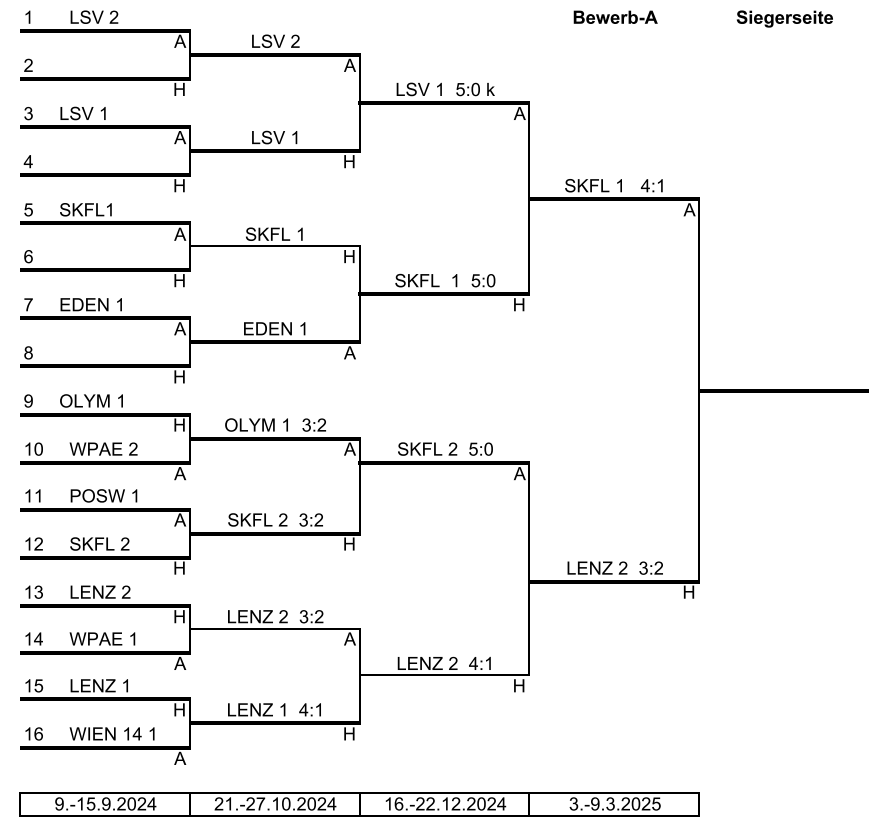 1 LSV 2 Bewerb-A Siegerseite
A LSV 2
2 A
H LSV 1 5:0 k
3 LSV 1 A
A LSV 1
4 H
H SKFL 1 4:1
5 SKFL1 A
A SKFL 1
6 H
H SKFL 1 5:0
7 EDEN 1 H
A EDEN 1
8 A
H
9 OLYM 1
H OLYM 1 3:2
10 WPAE 2 A SKFL 2 5:0
A A
11 POSW 1
A SKFL 2 3:2
12 SKFL 2 H
H LENZ 2 3:2
13 LENZ 2 H
H LENZ 2 3:2
14 WPAE 1 A
A LENZ 2 4:1
15 LENZ 1 H
H LENZ 1 4:1
16 WIEN 14 1 H
A
9.-15.9.2024 21.-27.10.2024 16.-22.12.2024 3.-9.3.2025